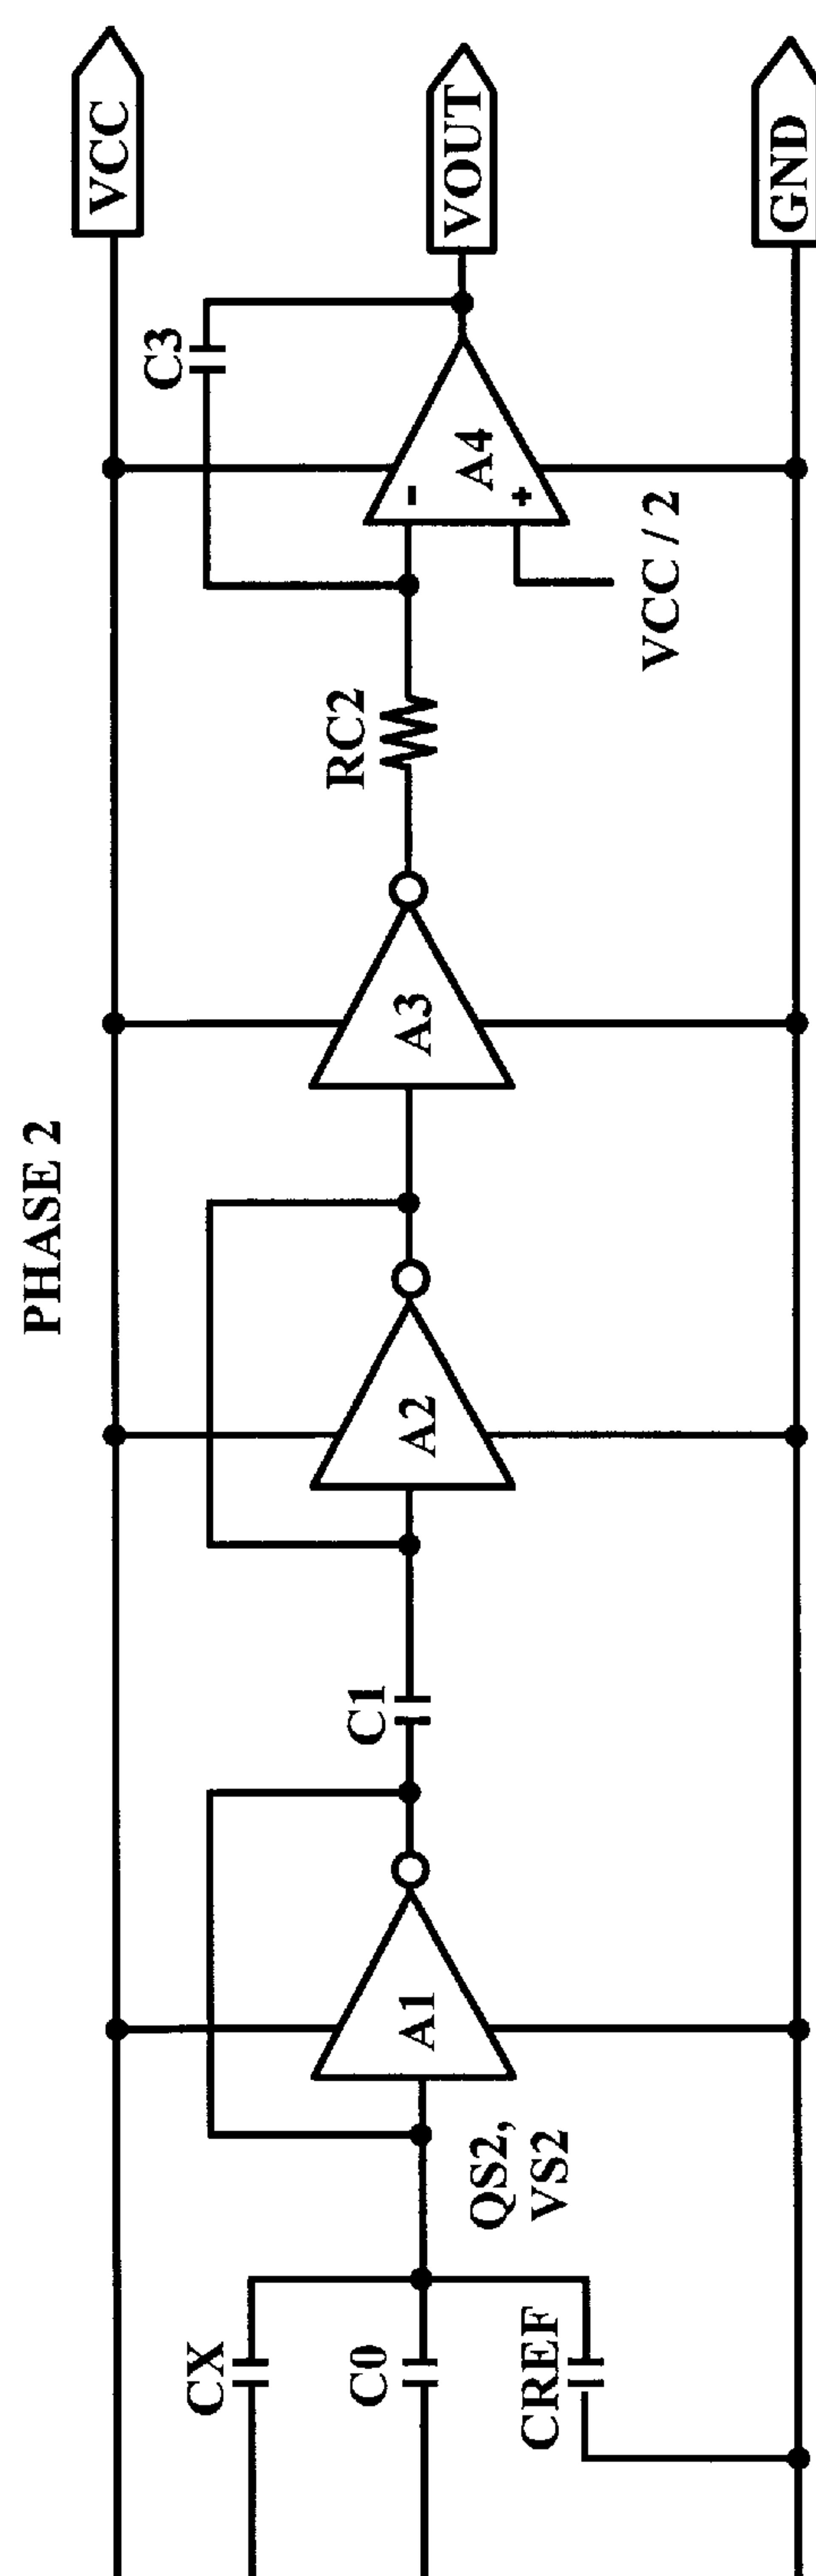 PHASE 2
VCC
VOUT
GND
CX
C0
CREF
QS2,
VS2
A1
C1
A2
A3
RC2
C3
A4
-
+
VCC / 2